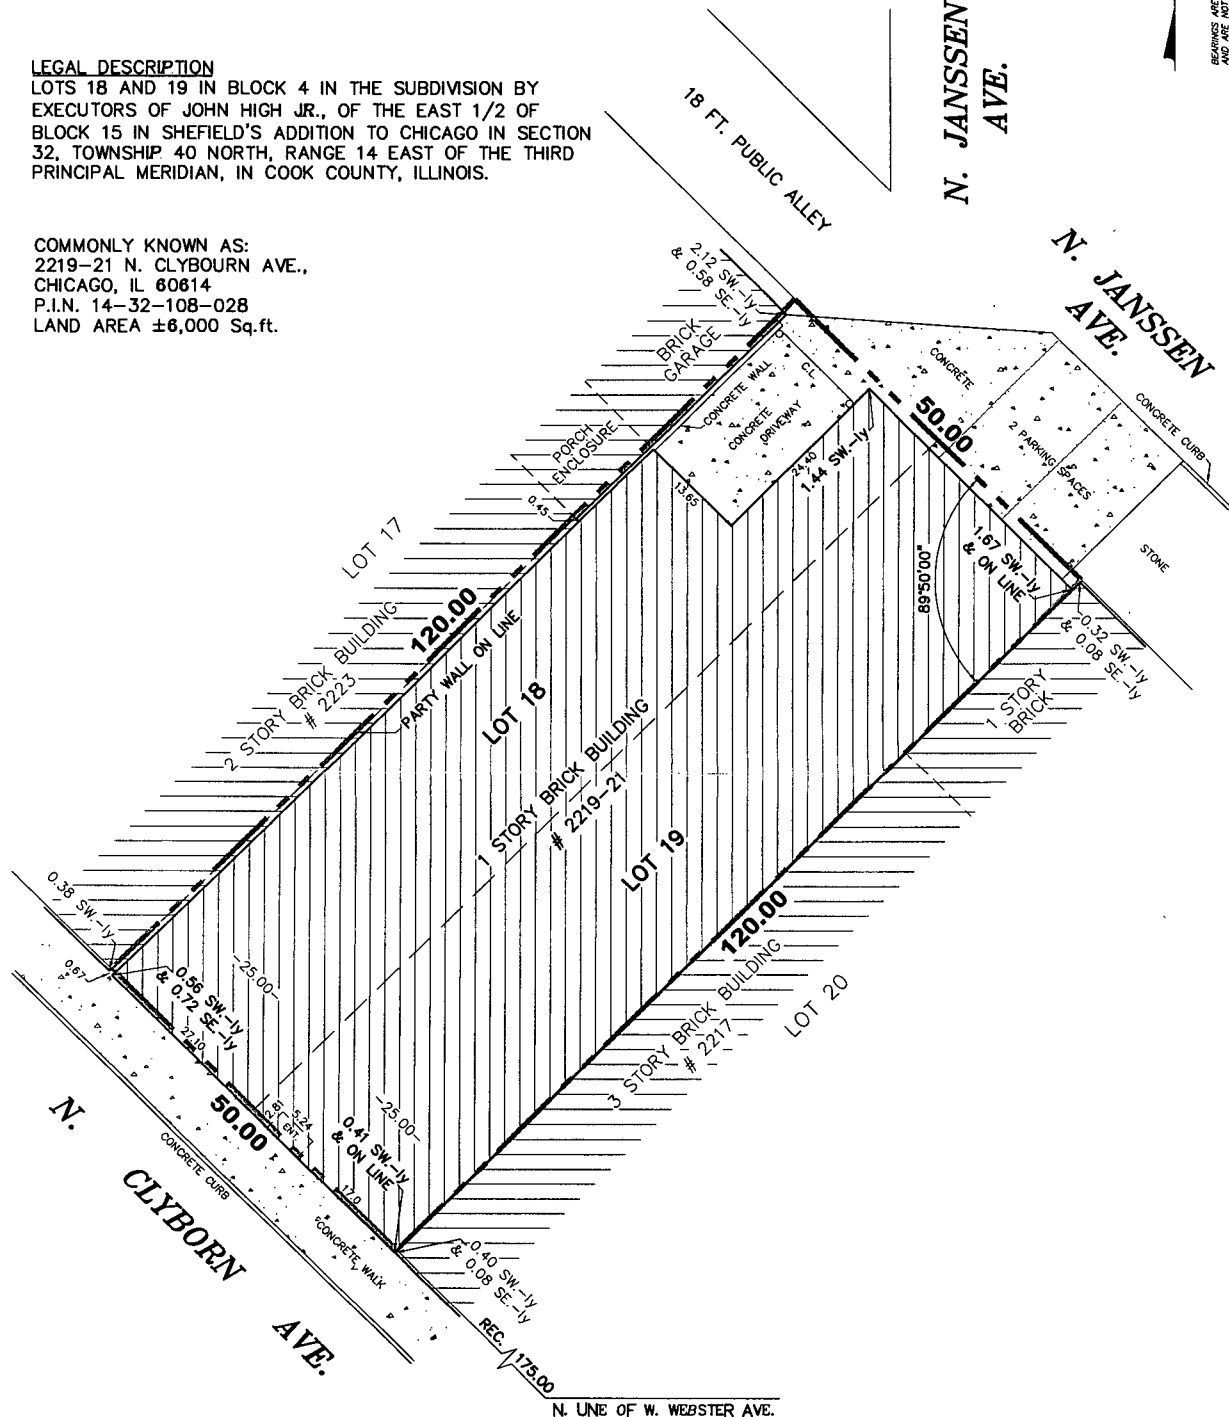 LEGAL DESCRIPTION
LOTS 18 AND 19 IN BLOCK 4 IN THE SUBDIVISION BY
EXECUTORS OF JOHN HIGH JR., OF THE EAST 1/2 OF
BLOCK 15 IN SHEFIELD'S ADDITION TO CHICAGO IN SECTION
32, TOWNSHIP 40 NORTH, RANGE 14 EAST OF THE THIRD
PRINCIPAL MERIDIAN, IN COOK COUNTY, ILLINOIS.
COMMONLY KNOWN AS:
2219-21 N. CLYBOURN AVE.,
CHICAGO, IL 60614
P.I.N. 14-32-108-028
LAND AREA ±6,000 Sq.ft.
BEARINGS ARE
AND ARE NOT
N. JANSSEN
AVE.
18 FT. PUBLIC ALLEY
N. JANSSEN
AVE.
2.12 SW.-ly
& 0.58 SE.-ly
BRICK
GARAGE
CONCRETE WALL
C.L.
CONCRETE
DRIVEWAY
CONCRETE
50.00
2 PARKING SPACES
CONCRETE CURB
STONE
PORCH
ENCLOSURE
0.45
13.65
24.40
1.44 SW.-ly
89°50'00"
1.67 SW.-ly
& ON LINE
0.32 SW.-ly
& 0.08 SE.-ly
1 STORY
BRICK
LOT 17
120.00
2 STORY BRICK BUILDING
# 2223
PARTY WALL ON LINE
LOT 18
1 STORY BRICK BUILDING
# 2219-21
LOT 19
120.00
3 STORY BRICK BUILDING
# 2217
LOT 20
0.38 SW.-ly
0.67
0.56 SW.-ly
& 0.72 SE.-ly
25.00
27.10
50.00
2.81
5.24
ENT.
25.00
0.41 SW.-ly
& ON LINE
17.0
0.40 SW.-ly
& 0.08 SE.-ly
CONCRETE CURB
CONCRETE WALK
N.
CLYBORN
AVE.
REC.
175.00
N. LINE OF W. WEBSTER AVE.